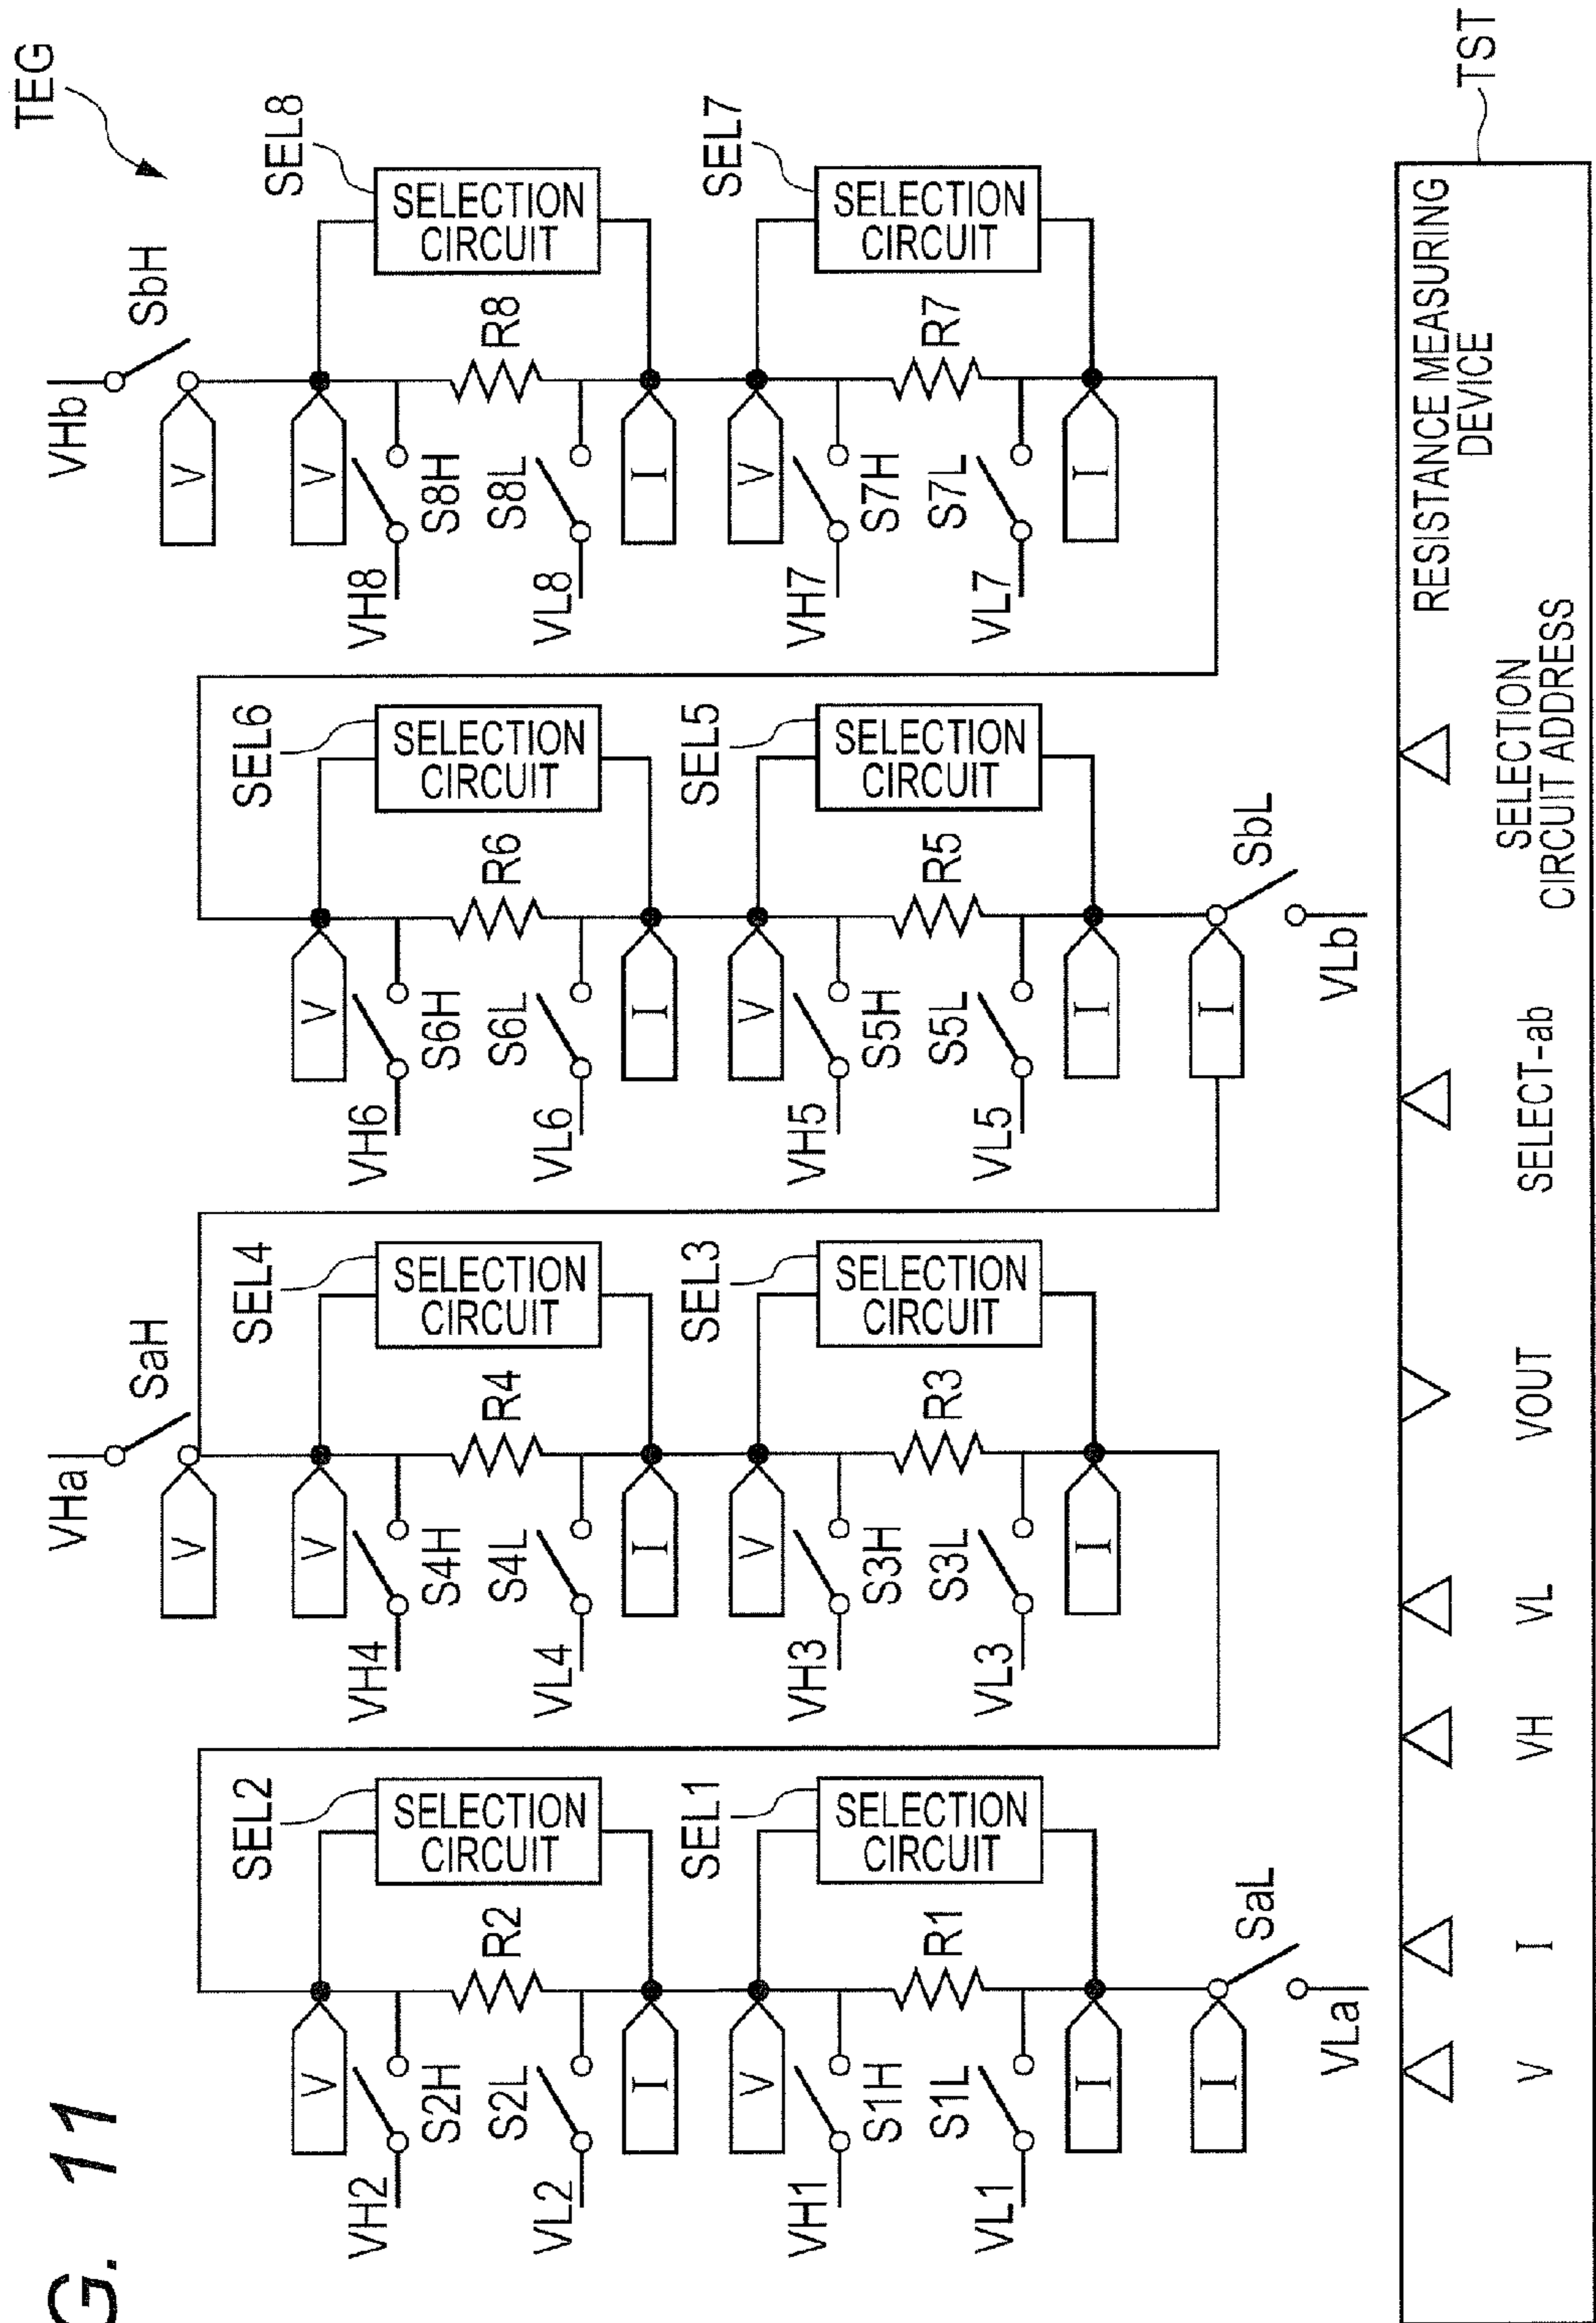 G. 11
TEG
VHa
SaH
VHb
SbH
V
V
SEL2
SEL4
SEL6
SEL8
V
V
V
V
SELECTION
CIRCUIT
SELECTION
CIRCUIT
SELECTION
CIRCUIT
SELECTION
CIRCUIT
VH2
S2H
R2
VH4
S4H
R4
VH6
S6H
R6
VH8
S8H
R8
VL2
S2L
VL4
S4L
VL6
S6L
VL8
S8L
I
I
I
I
SEL1
SEL3
SEL5
SEL7
V
V
V
V
SELECTION
CIRCUIT
SELECTION
CIRCUIT
SELECTION
CIRCUIT
SELECTION
CIRCUIT
VH1
S1H
R1
VH3
S3H
R3
VH5
S5H
R5
VH7
S7H
R7
VL1
S1L
VL3
S3L
VL5
S5L
VL7
S7L
I
I
I
I
I
SaL
VLa
I
SbL
VLb
RESISTANCE MEASURING
DEVICE
TST
V
I
VH
VL
VOUT
SELECT-ab
SELECTION
CIRCUIT ADDRESS